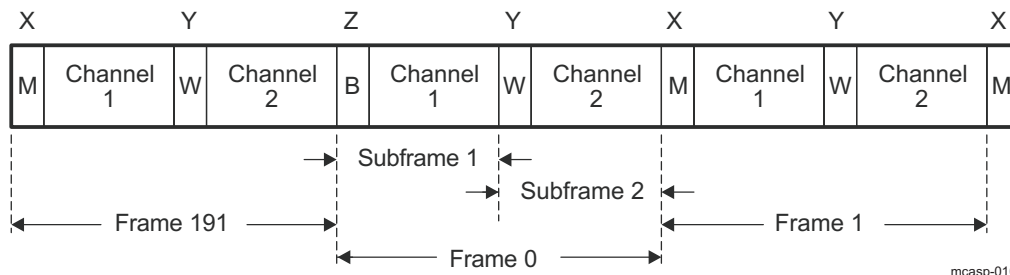 X Y Z Y X Y X
M Channel 1 W Channel 2 B Channel 1 W Channel 2 M Channel 1 W Channel 2 M
Subframe 1
Subframe 2
Frame 191 Frame 1
Frame 0